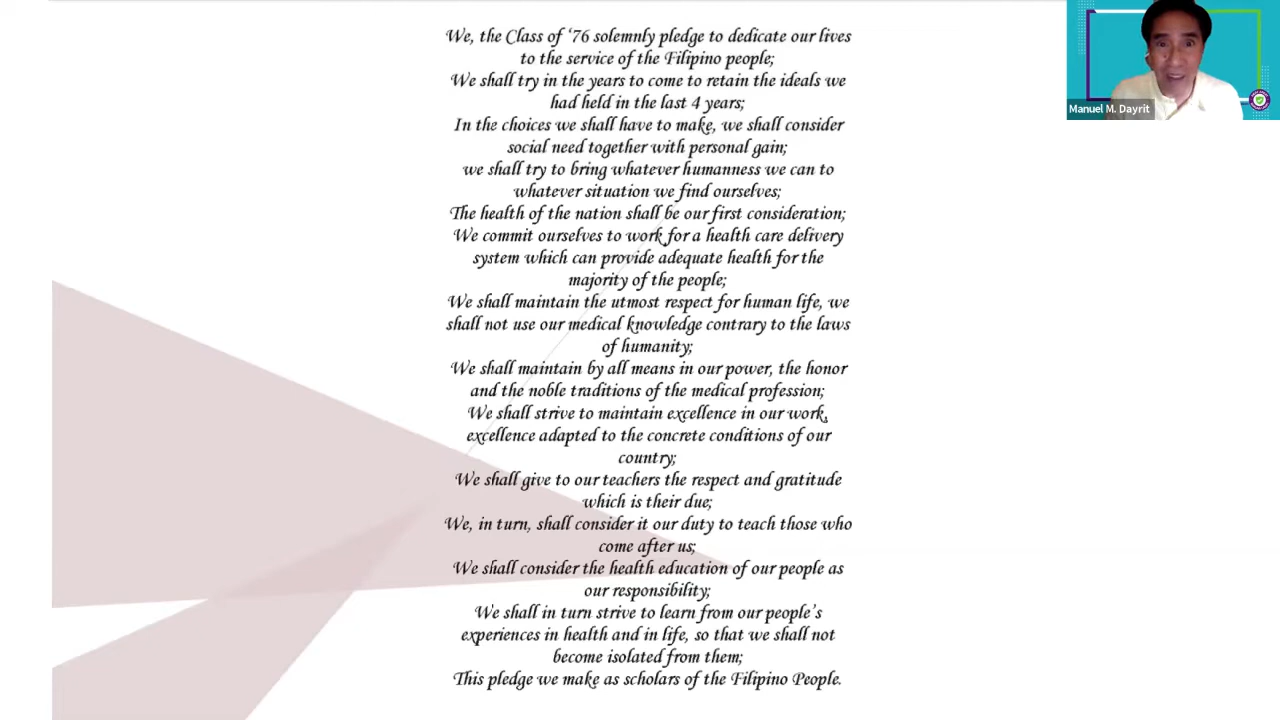 We, the Class of ‘76 solemnly pledge to dedicate our lives
to the service of the Filipino people;
We shall try in the years to come to retain the ideals we
had held in the last 4 years;
In the choices we shall have to make, we shall consider
social need together with personal gain;
we shall try to bring whatever humanness we can to
whatever situation we find ourselves;
The health of the nation shall be our first consideration;
We commit ourselves to work for a health care delivery
system which can provide adequate health for the
majority of the people;
We shall maintain the utmost respect for human life, we
shall not use our medical knowledge contrary to the laws
of humanity;
We shall maintain by all means in our power, the honor
and the noble traditions of the medical profession;
We shall strive to maintain excellence in our work,
excellence adapted to the concrete conditions of our
country;
We shall give to our teachers the respect and gratitude
which is their due;
We, in turn, shall consider it our duty to teach those who
come after us;
We shall consider the health education of our people as
our responsibility;
We shall in turn strive to learn from our people’s
experiences in health and in life, so that we shall not
become isolated from them;
This pledge we make as scholars of the Filipino People.
Manuel M. Dayrit